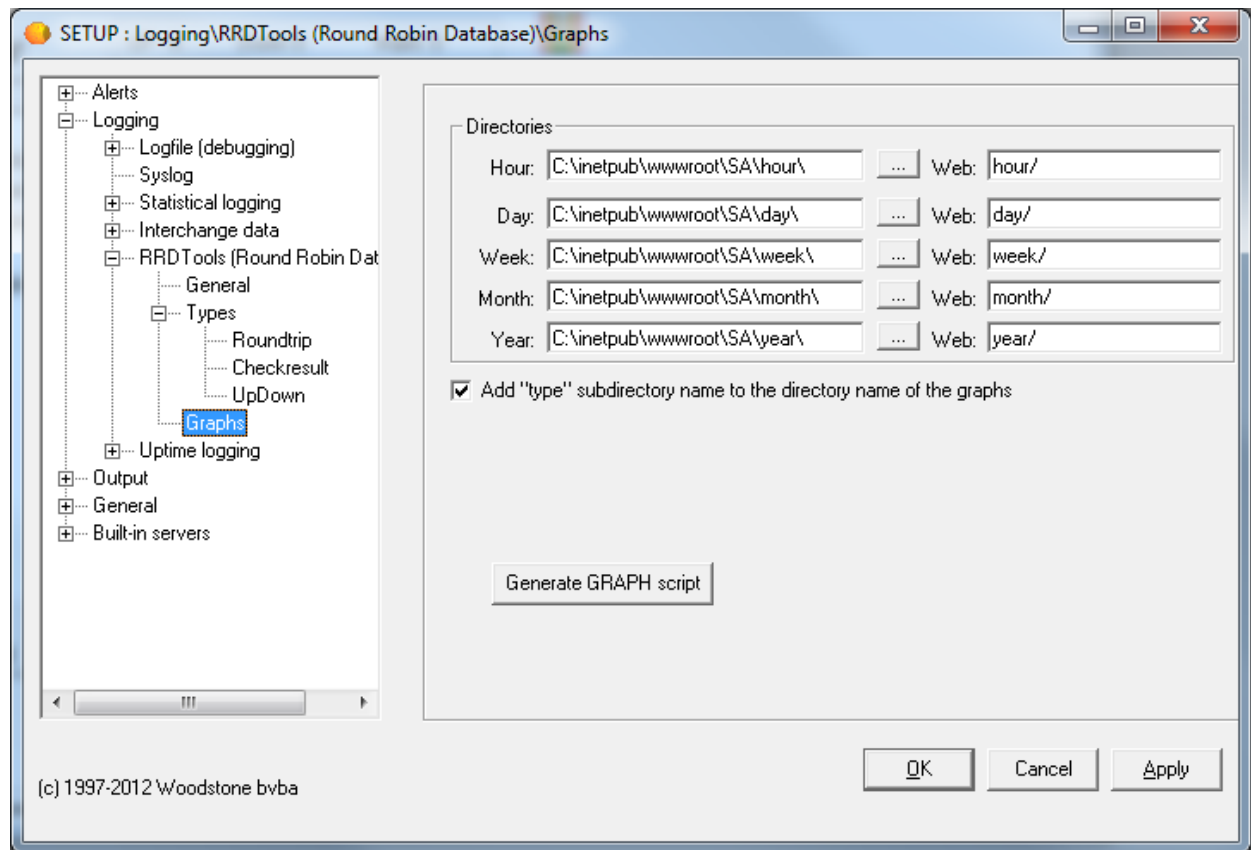 SETUP : Logging\RRDTools (Round Robin Database)\Graphs
Alerts
Logging
Logfile (debugging)
Syslog
Statistical logging
Interchange data
RRDTools (Round Robin Dat
General
Types
Roundtrip
Checkresult
UpDown
Graphs
Uptime logging
Output
General
Built-in servers
Directories
Hour: C:\inetpub\wwwroot\SA\hour\ ... Web: hour/
Day: C:\inetpub\wwwroot\SA\day\ ... Web: day/
Week: C:\inetpub\wwwroot\SA\week\ ... Web: week/
Month: C:\inetpub\wwwroot\SA\month\ ... Web: month/
Year: C:\inetpub\wwwroot\SA\year\ ... Web: year/
Add "type" subdirectory name to the directory name of the graphs
Generate GRAPH script
(c) 1997-2012 Woodstone bvba
OK Cancel Apply